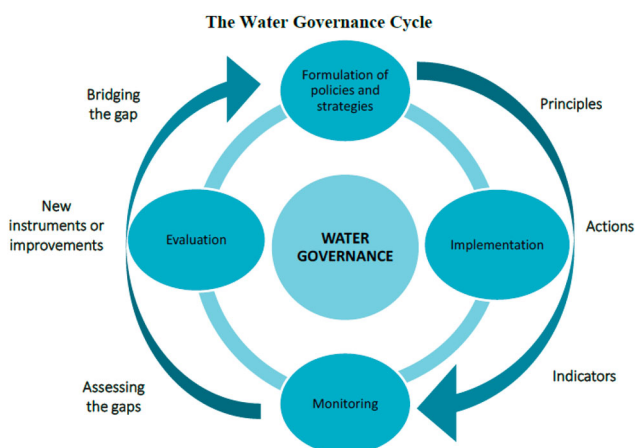 The Water Governance Cycle
Formulation of
policies and
strategies
Principles
Actions
Implementation
Indicators
Monitoring
Assessing
the gaps
Evaluation
New
instruments or
improvements
Bridging
the gap
WATER
GOVERNANCE